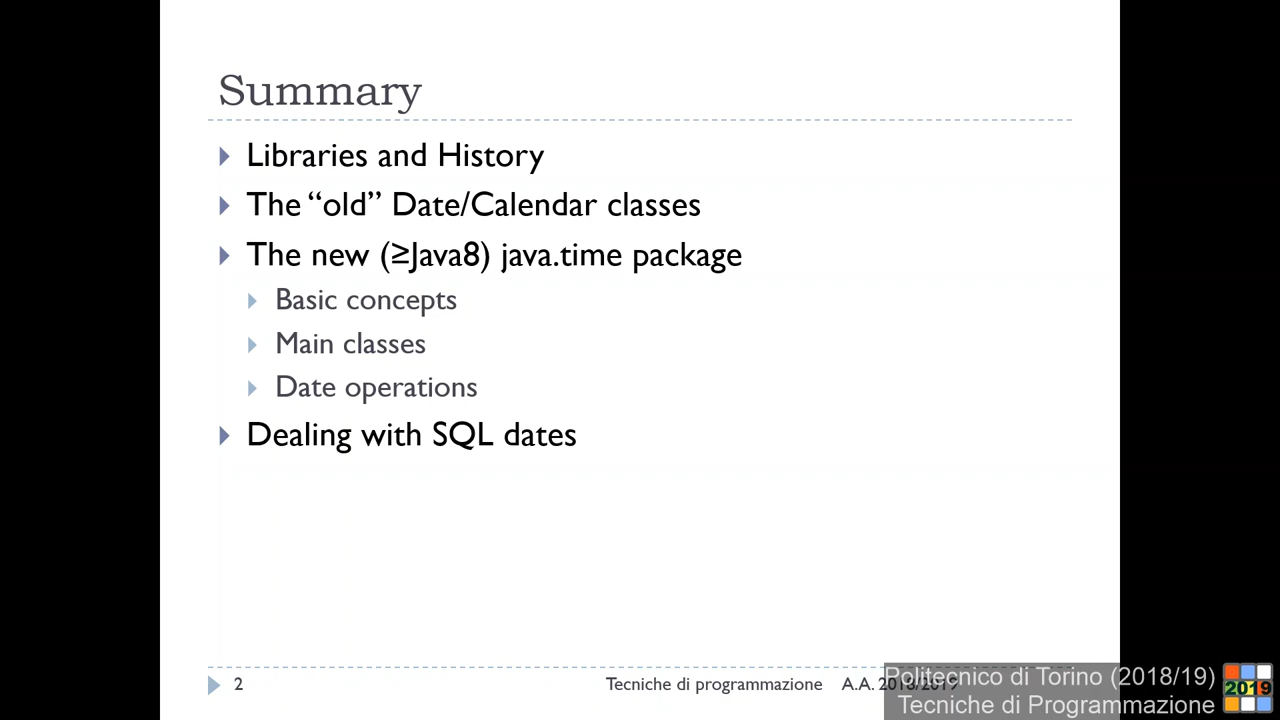 Summary
Libraries and History
The “old” Date/Calendar classes
The new (≥Java8) java.time package
Basic concepts
Main classes
Date operations
Dealing with SQL dates
2
Tecniche di programmazione A.A. 2018/2019
Politecnico di Torino (2018/19)
Tecniche di Programmazione
2019